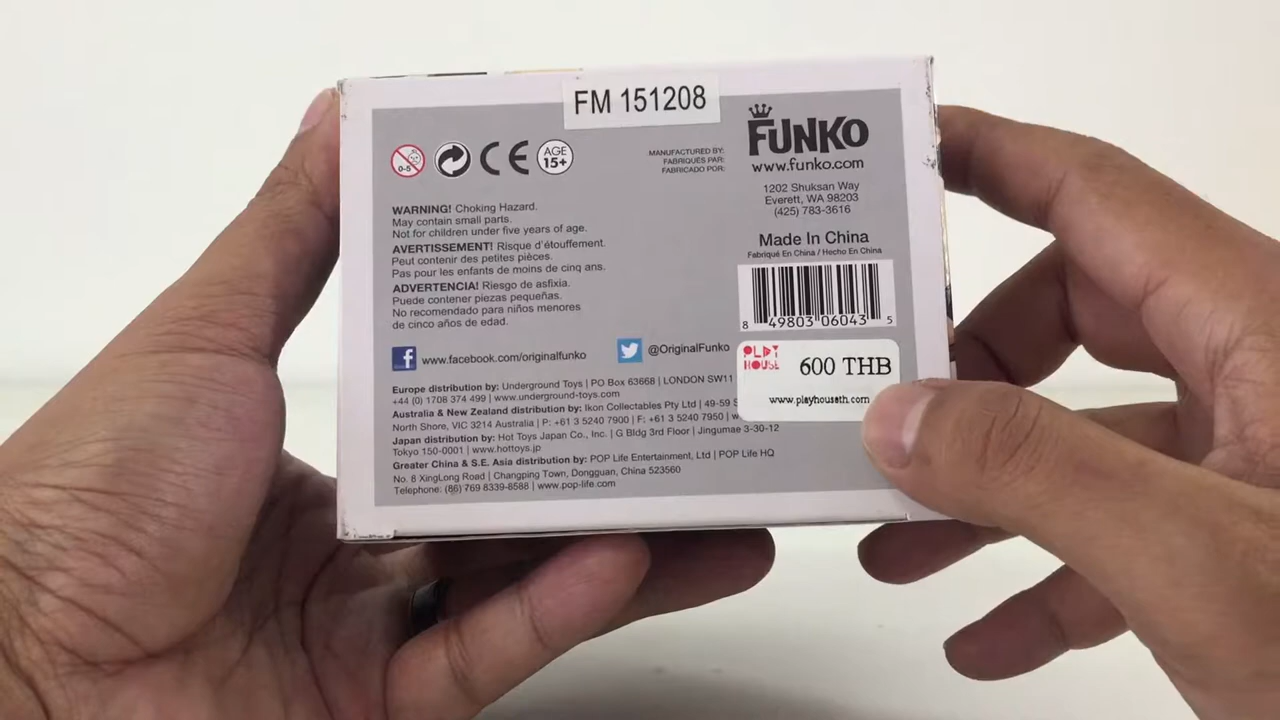 FM 151208
FUNKO
www.funko.com
MANUFACTURED BY:
FABRIQUÉS PAR:
FABRICADO POR:
1202 Shuksan Way
Everett, WA 98203
(425) 783-3616
Made In China
Fabriqué En China / Hecho En China
8 49803 06043 5
0-5
CE
AGE
15+
WARNING! Choking Hazard.
May contain small parts.
Not for children under five years of age.
AVERTISSEMENT! Risque d'étouffement.
Peut contenir des petites pièces.
Pas pour les enfants de moins de cinq ans.
ADVERTENCIA! Riesgo de asfixia.
Puede contener piezas pequeñas.
No recomendado para niños menores
de cinco años de edad.
f www.facebook.com/originalfunko
@OriginalFunko
PLAY
HOUSE
600 THB
www.playhouseth.com
Europe distribution by: Underground Toys | PO Box 63668 | LONDON SW11
+44 (0) 1708 374 499 | www.underground-toys.com
Australia & New Zealand distribution by: Ikon Collectables Pty Ltd | 49-59 S
North Shore, VIC 3214 Australia | P: +61 3 5240 7900 | F: +61 3 5240 7950 | w
Japan distribution by: Hot Toys Japan Co., Inc. | G Bldg 3rd Floor | Jingumae 3-30-12
Tokyo 150-0001 | www.hottoys.jp
Greater China & S.E. Asia distribution by: POP Life Entertainment, Ltd | POP Life HQ
No. 8 XingLong Road | Changping Town, Dongguan, China 523560
Telephone: (86) 769 8339-8588 | www.pop-life.com